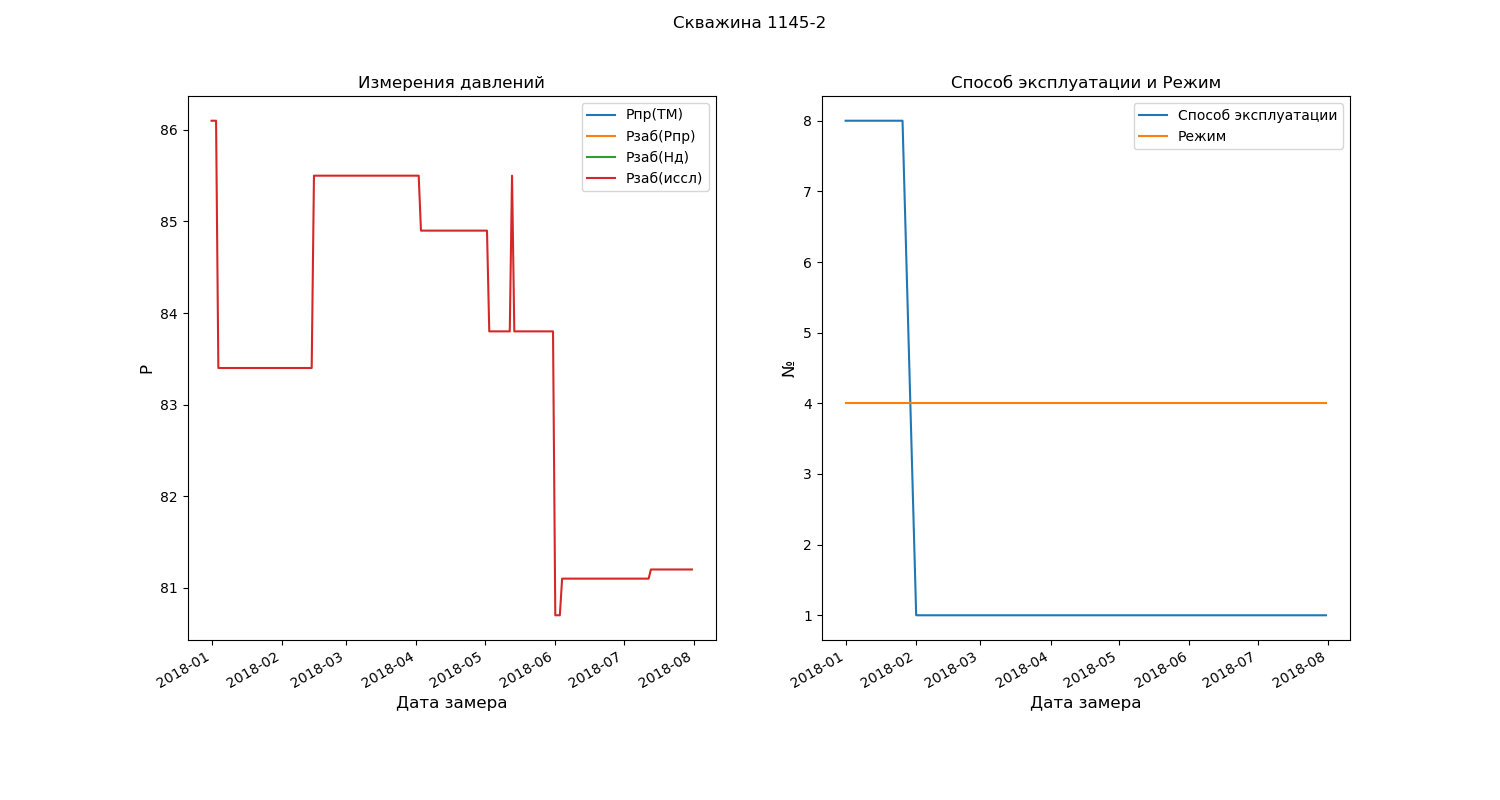 Скважина 1145-2
Измерения давлений
Рпр(ТМ)
Рзаб(Рпр)
Рзаб(Нд)
Рзаб(иссл)
86
85
84
83
82
81
Р
2018-01
2018-02
2018-03
2018-04
2018-05
2018-06
2018-07
2018-08
Дата замера
Способ эксплуатации и Режим
Способ эксплуатации
Режим
8
7
6
5
4
3
2
1
№
2018-01
2018-02
2018-03
2018-04
2018-05
2018-06
2018-07
2018-08
Дата замера